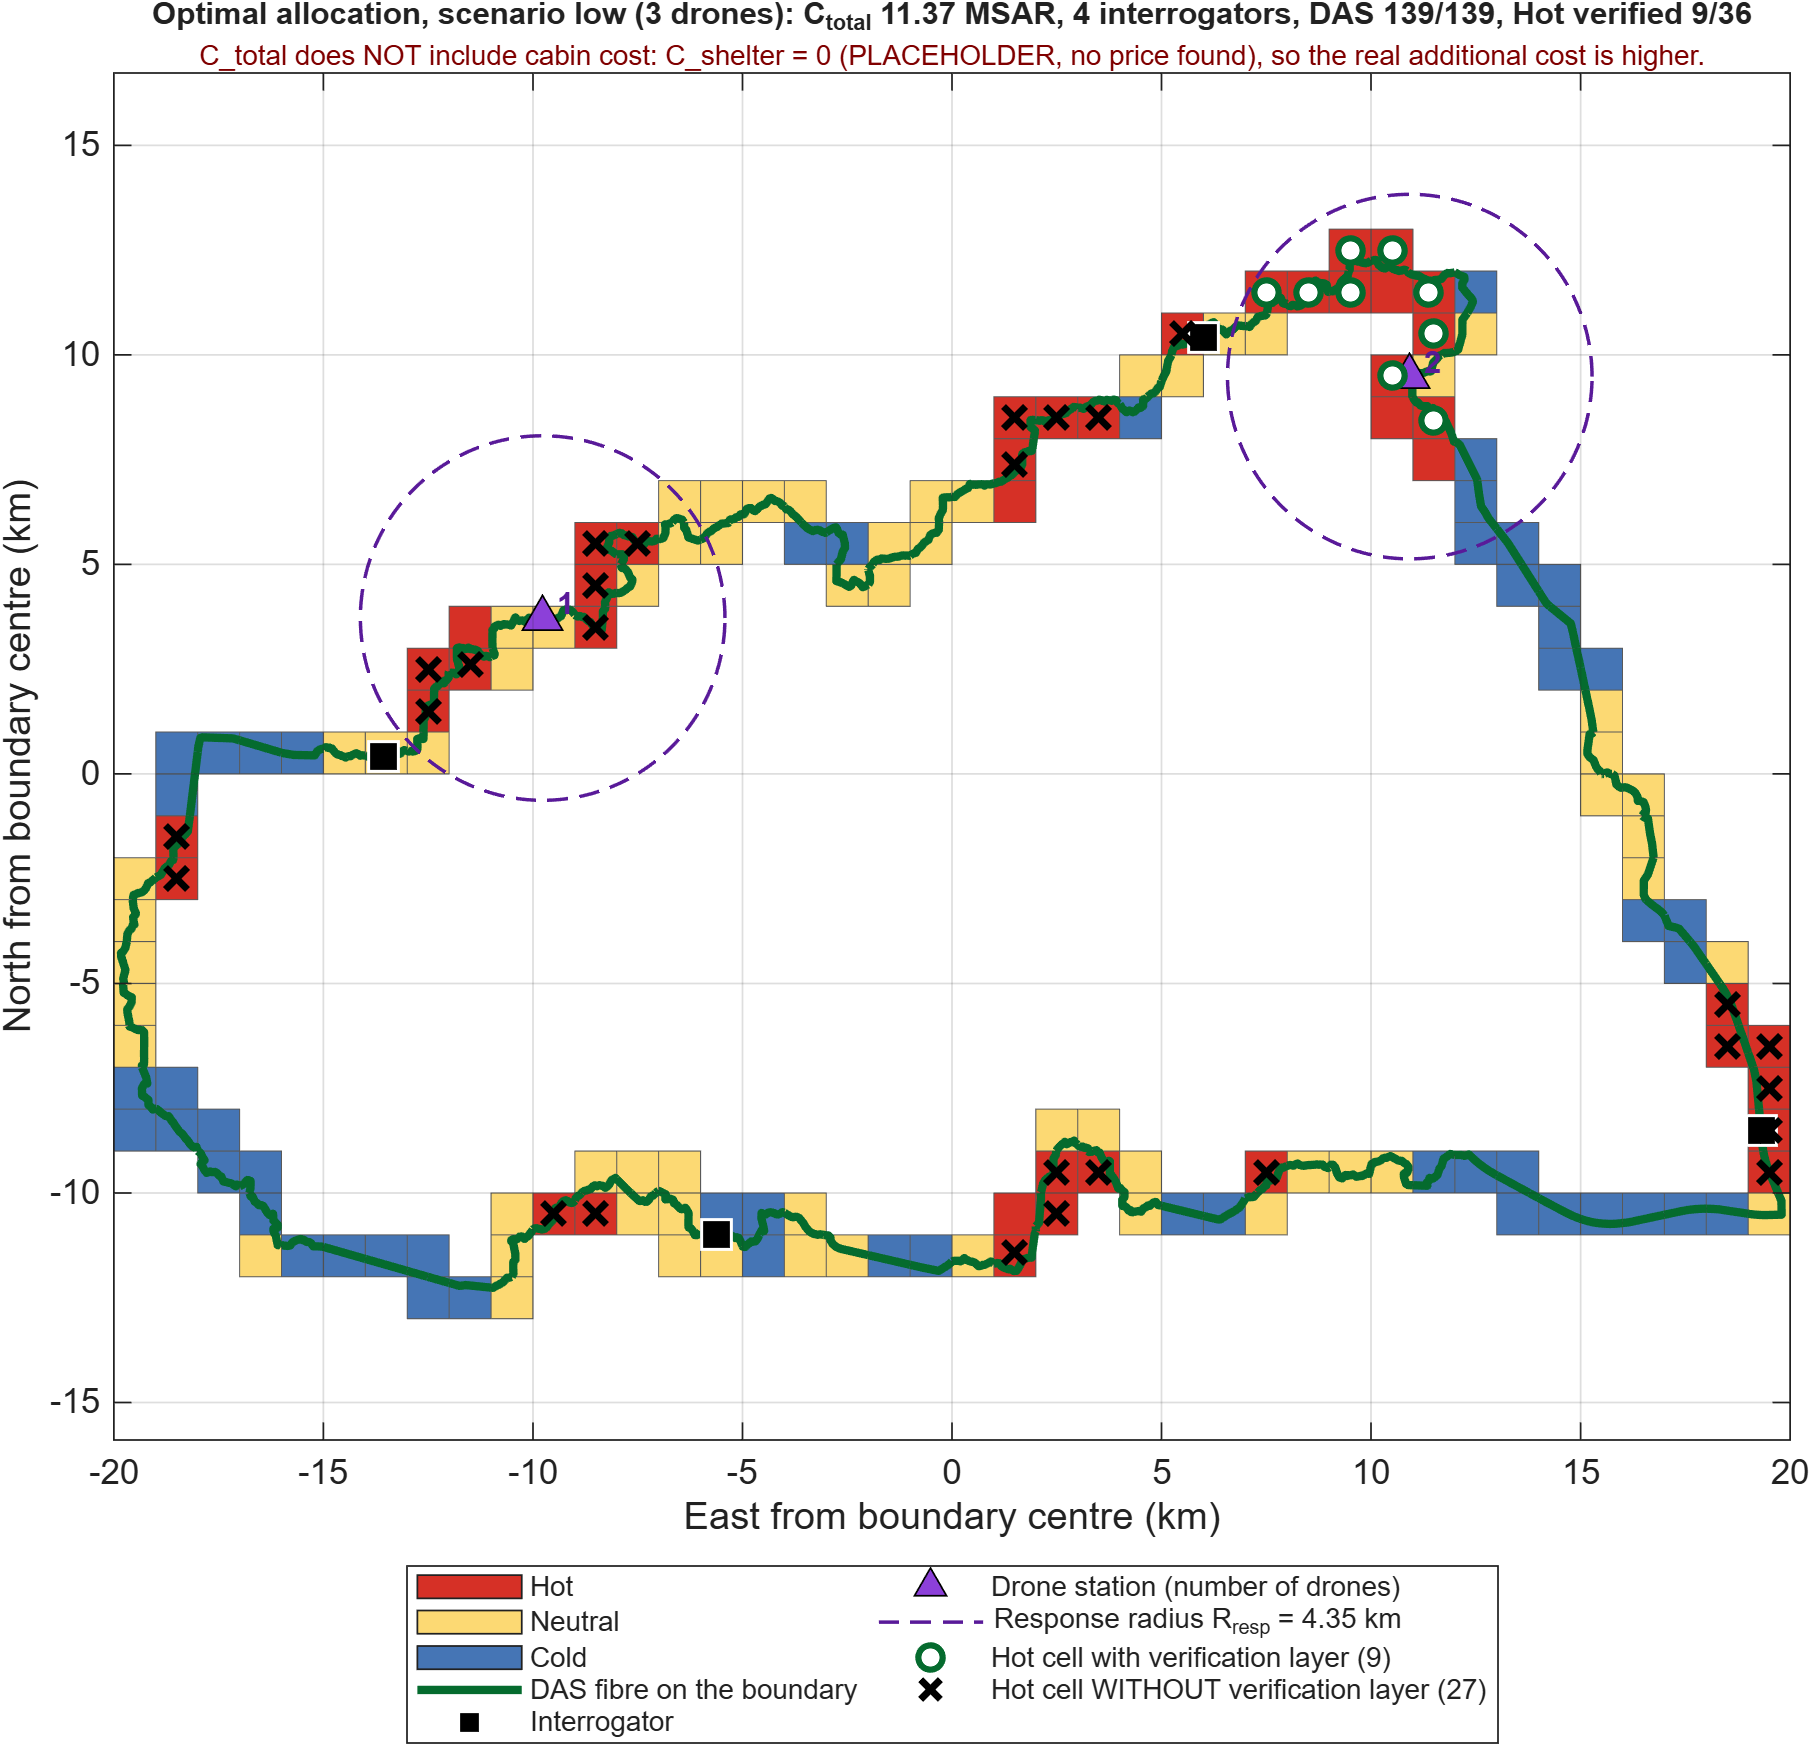 Optimal allocation, scenario low (3 drones): C_total 11.37 MSAR, 4 interrogators, DAS 139/139, Hot verified 9/36
C_total does NOT include cabin cost: C_shelter = 0 (PLACEHOLDER, no price found), so the real additional cost is higher.
15
10
5
0
-5
-10
-15
North from boundary centre (km)
1
2
-20
-15
-10
-5
0
5
10
15
20
East from boundary centre (km)
Hot
Neutral
Cold
DAS fibre on the boundary
Interrogator
Drone station (number of drones)
Response radius R_resp = 4.35 km
Hot cell with verification layer (9)
Hot cell WITHOUT verification layer (27)